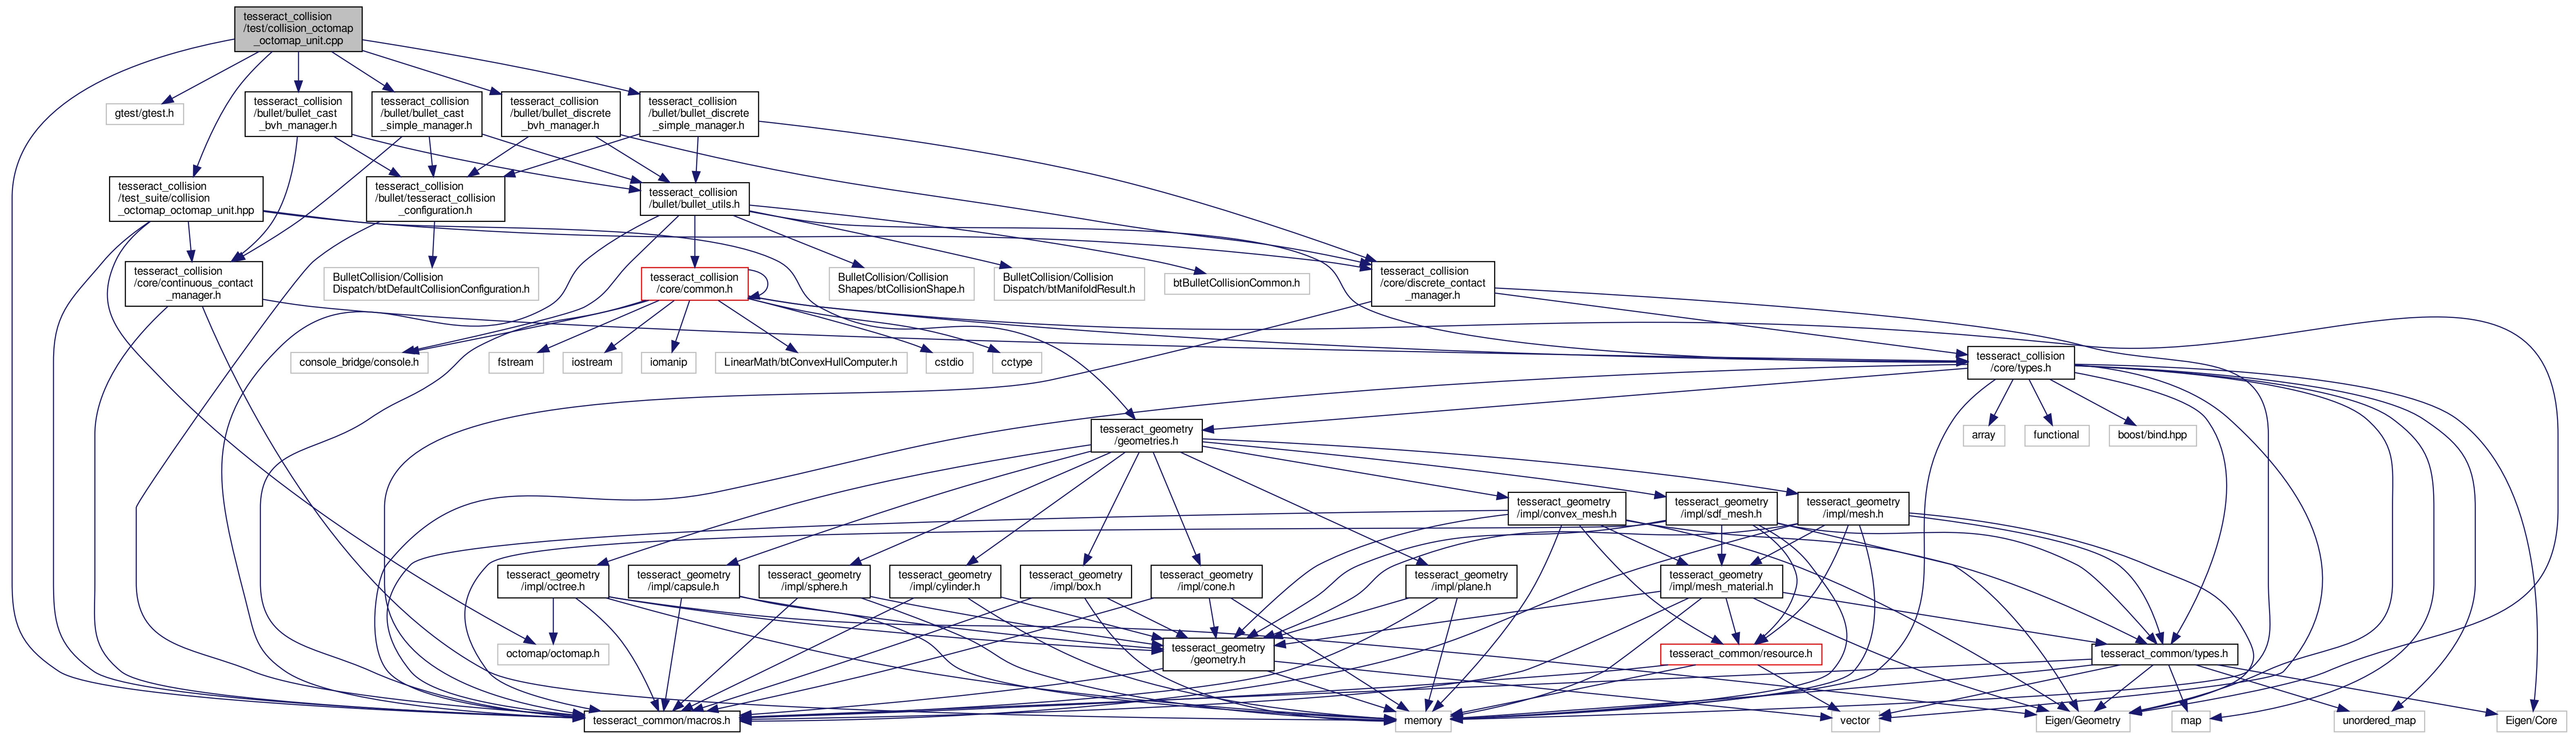 tesseract_collision
/test/collision_octomap
_octomap_unit.cpp
gtest/gtest.h
tesseract_collision
/bullet/bullet_cast
_bvh_manager.h
tesseract_collision
/bullet/bullet_cast
_simple_manager.h
tesseract_collision
/bullet/bullet_discrete
_bvh_manager.h
tesseract_collision
/bullet/bullet_discrete
_simple_manager.h
tesseract_collision
/test_suite/collision
_octomap_octomap_unit.hpp
tesseract_collision
/bullet/tesseract_collision
_configuration.h
tesseract_collision
/bullet/bullet_utils.h
tesseract_collision
/core/continuous_contact
_manager.h
BulletCollision/Collision
Dispatch/btDefaultCollisionConfiguration.h
tesseract_collision
/core/common.h
BulletCollision/Collision
Shapes/btCollisionShape.h
BulletCollision/Collision
Dispatch/btManifoldResult.h
btBulletCollisionCommon.h
tesseract_collision
/core/discrete_contact
_manager.h
console_bridge/console.h
fstream
iostream
iomanip
LinearMath/btConvexHullComputer.h
cstdio
cctype
tesseract_collision
/core/types.h
tesseract_geometry
/geometries.h
array
functional
boost/bind.hpp
tesseract_geometry
/impl/convex_mesh.h
tesseract_geometry
/impl/sdf_mesh.h
tesseract_geometry
/impl/mesh.h
tesseract_geometry
/impl/octree.h
tesseract_geometry
/impl/capsule.h
tesseract_geometry
/impl/sphere.h
tesseract_geometry
/impl/cylinder.h
tesseract_geometry
/impl/box.h
tesseract_geometry
/impl/cone.h
tesseract_geometry
/impl/plane.h
tesseract_geometry
/impl/mesh_material.h
octomap/octomap.h
tesseract_geometry
/geometry.h
tesseract_common/resource.h
tesseract_common/types.h
tesseract_common/macros.h
memory
vector
Eigen/Geometry
map
unordered_map
Eigen/Core